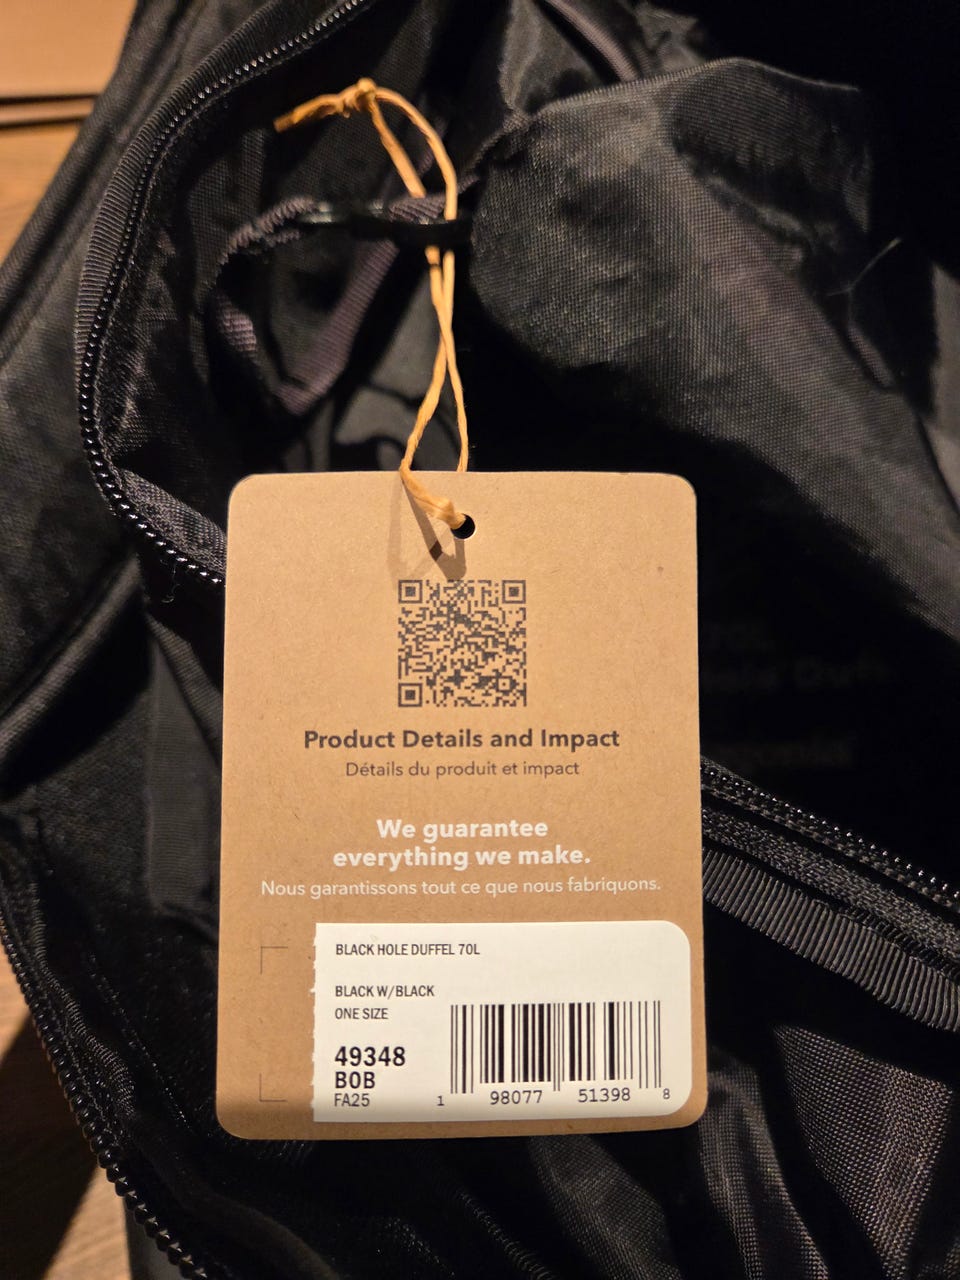 Product Details and Impact
Détails du produit et impact
We guarantee
everything we make.
Nous garantissons tout ce que nous fabriquons.
BLACK HOLE DUFFEL 70L
BLACK W/BLACK
ONE SIZE
49348
BOB
FA25
1 98077 51398 8